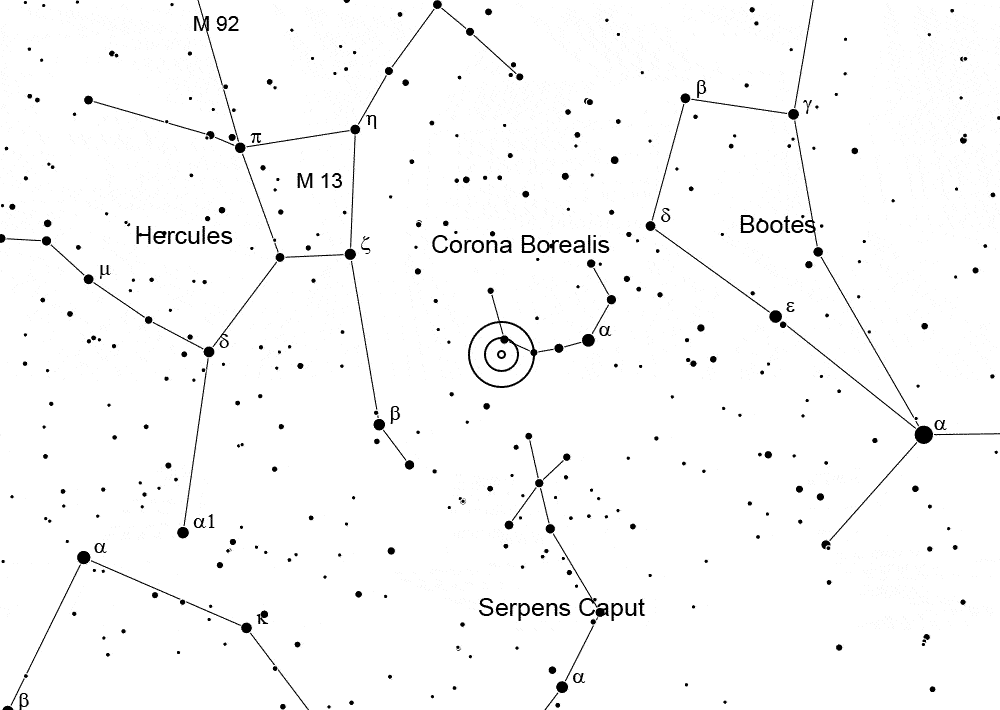 M 92
β
γ
η
π
M 13
δ
Bootes
Hercules
ζ
Corona Borealis
μ
ε
α
δ
β
α
α1
α
Serpens Caput
κ
α
β